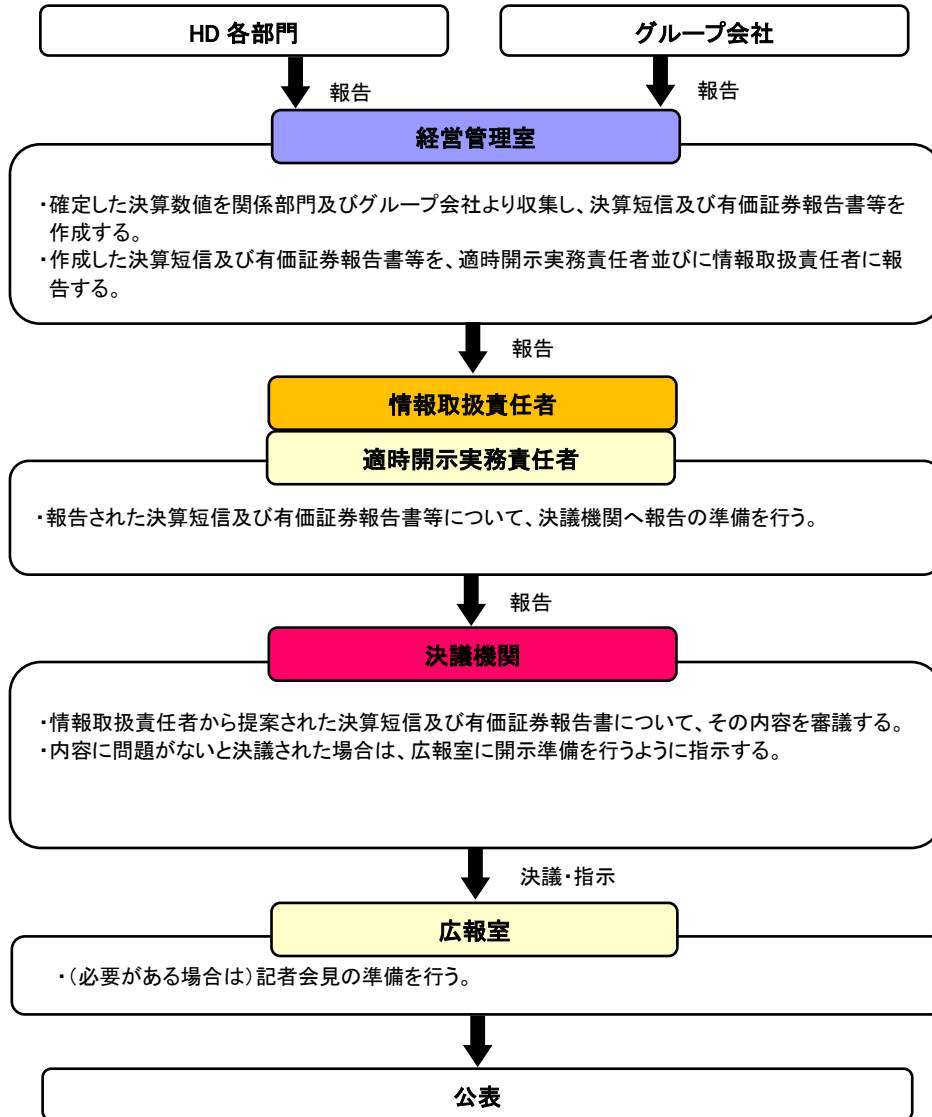 HD 各部門
グループ会社
報告
報告
経営管理室
・確定した決算数値を関係部門及びグループ会社より収集し、決算短信及び有価証券報告書等を
作成する。
・作成した決算短信及び有価証券報告書等を、適時開示実務責任者並びに情報取扱責任者に報
告する。
報告
情報取扱責任者
適時開示実務責任者
・報告された決算短信及び有価証券報告書等について、決議機関へ報告の準備を行う。
報告
決議機関
・情報取扱責任者から提案された決算短信及び有価証券報告書について、その内容を審議する。
・内容に問題がないと決議された場合は、広報室に開示準備を行うように指示する。
決議・指示
広報室
・（必要がある場合は）記者会見の準備を行う。
公表